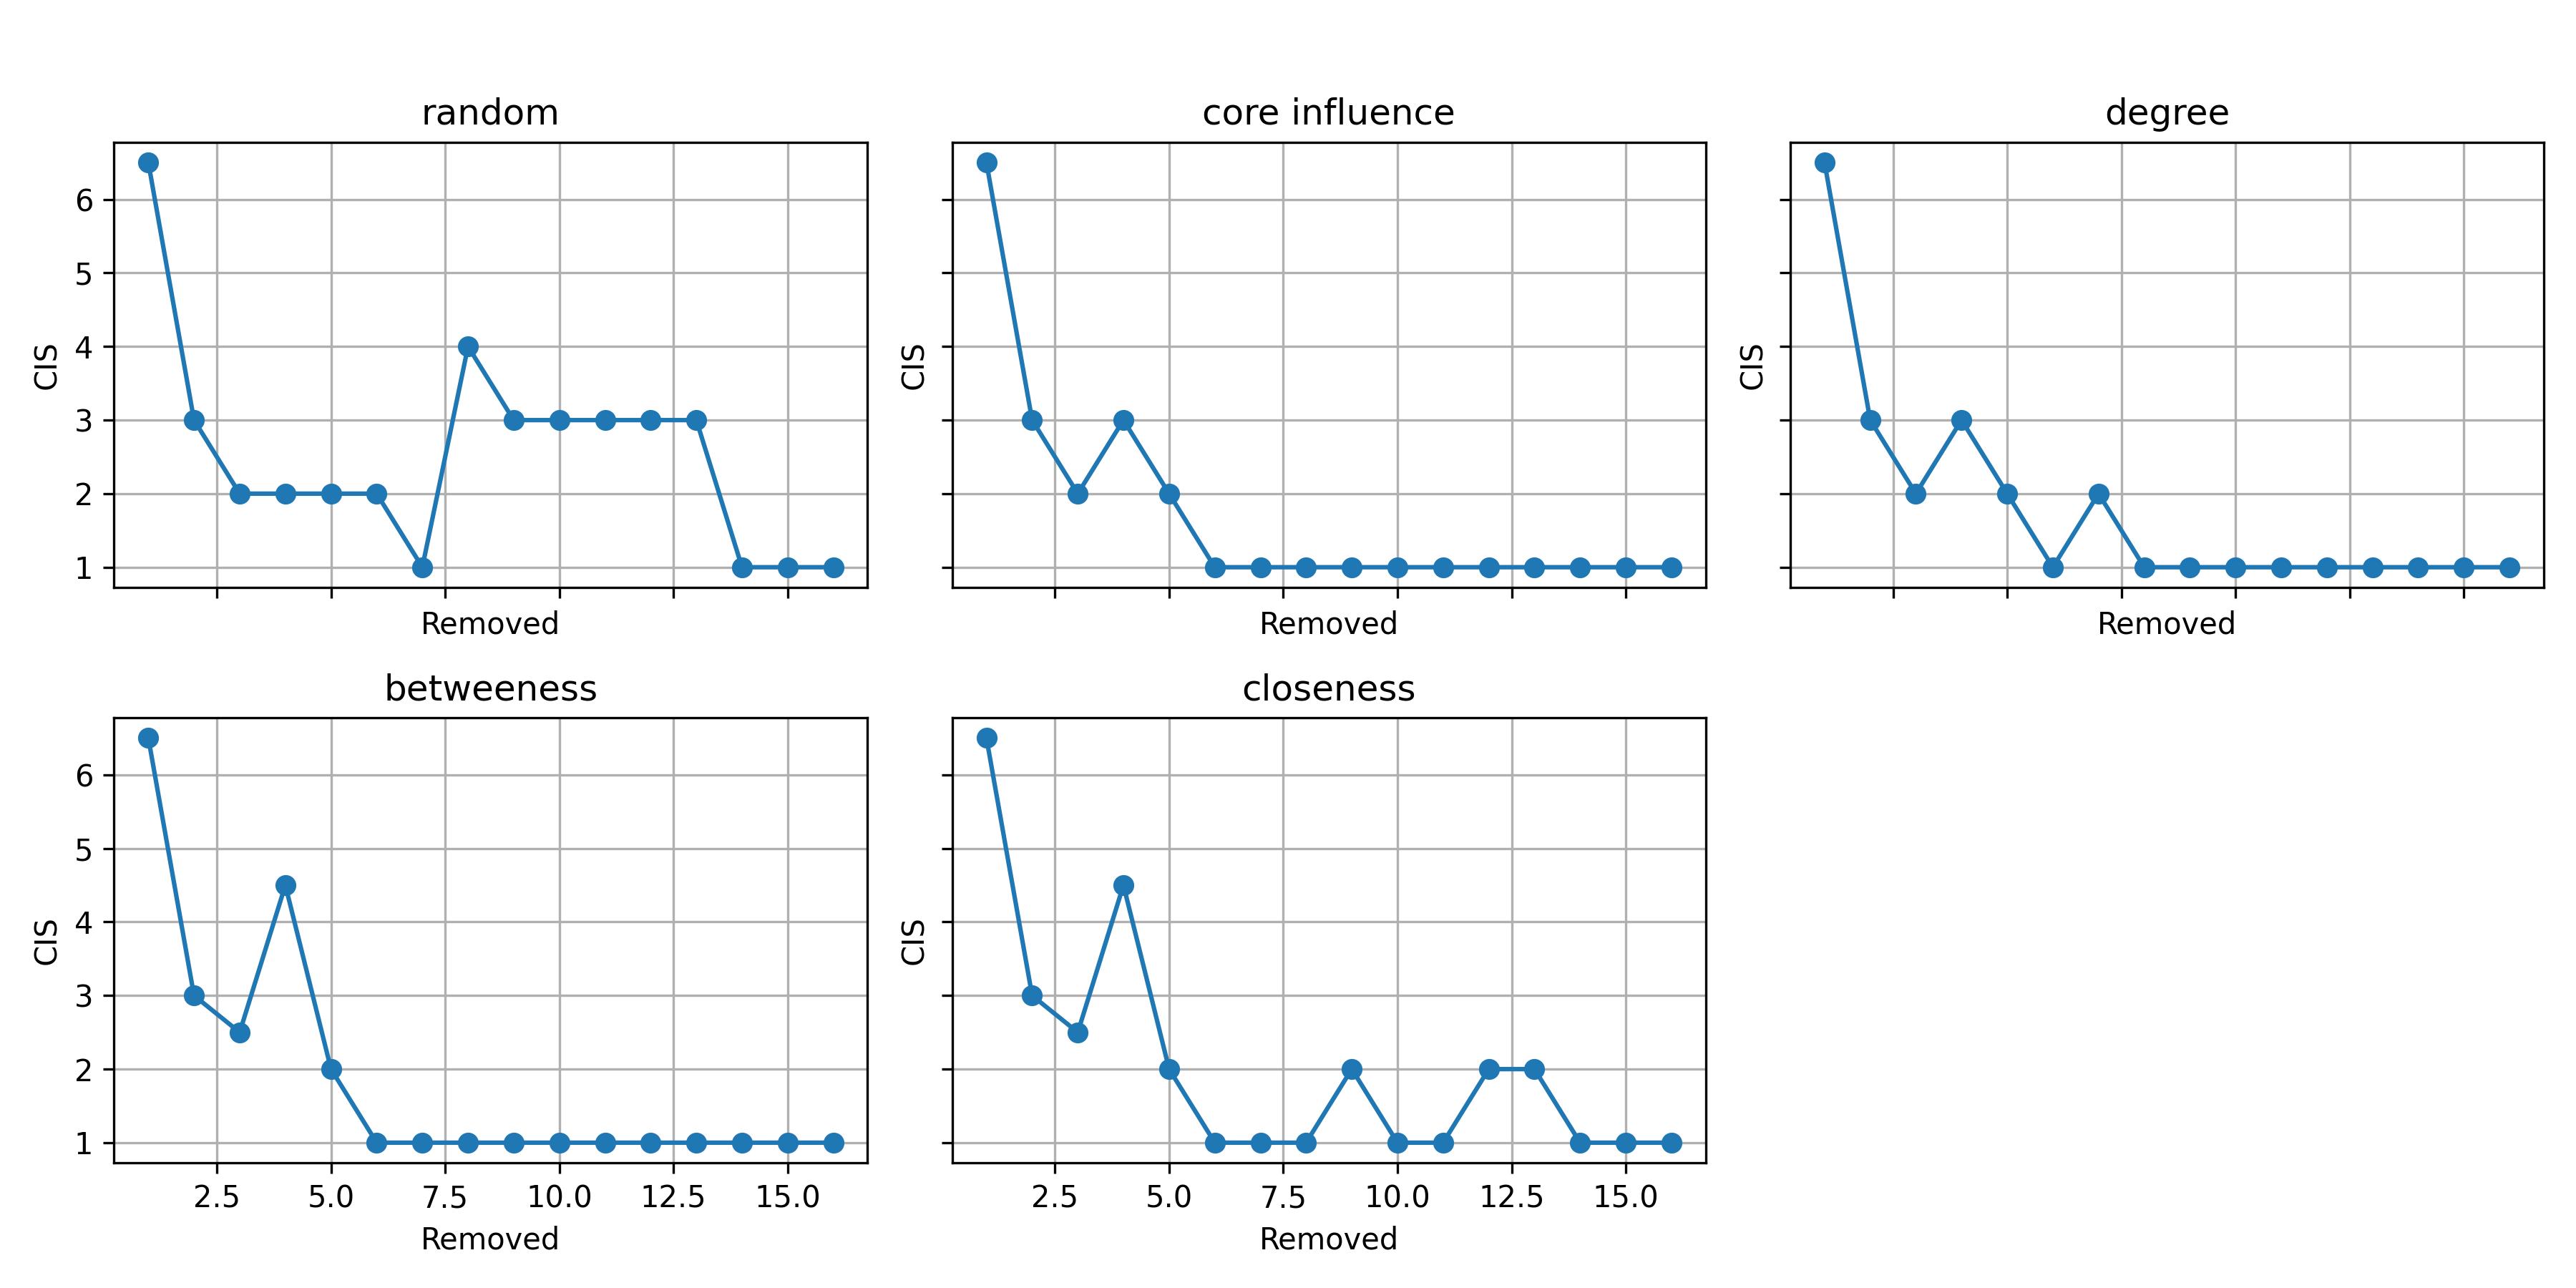 random
6
5
4
3
2
1
CIS
Removed
core influence
CIS
Removed
degree
CIS
Removed
betweeness
6
5
4
3
2
1
CIS
2.5 5.0 7.5 10.0 12.5 15.0
Removed
closeness
CIS
2.5 5.0 7.5 10.0 12.5 15.0
Removed